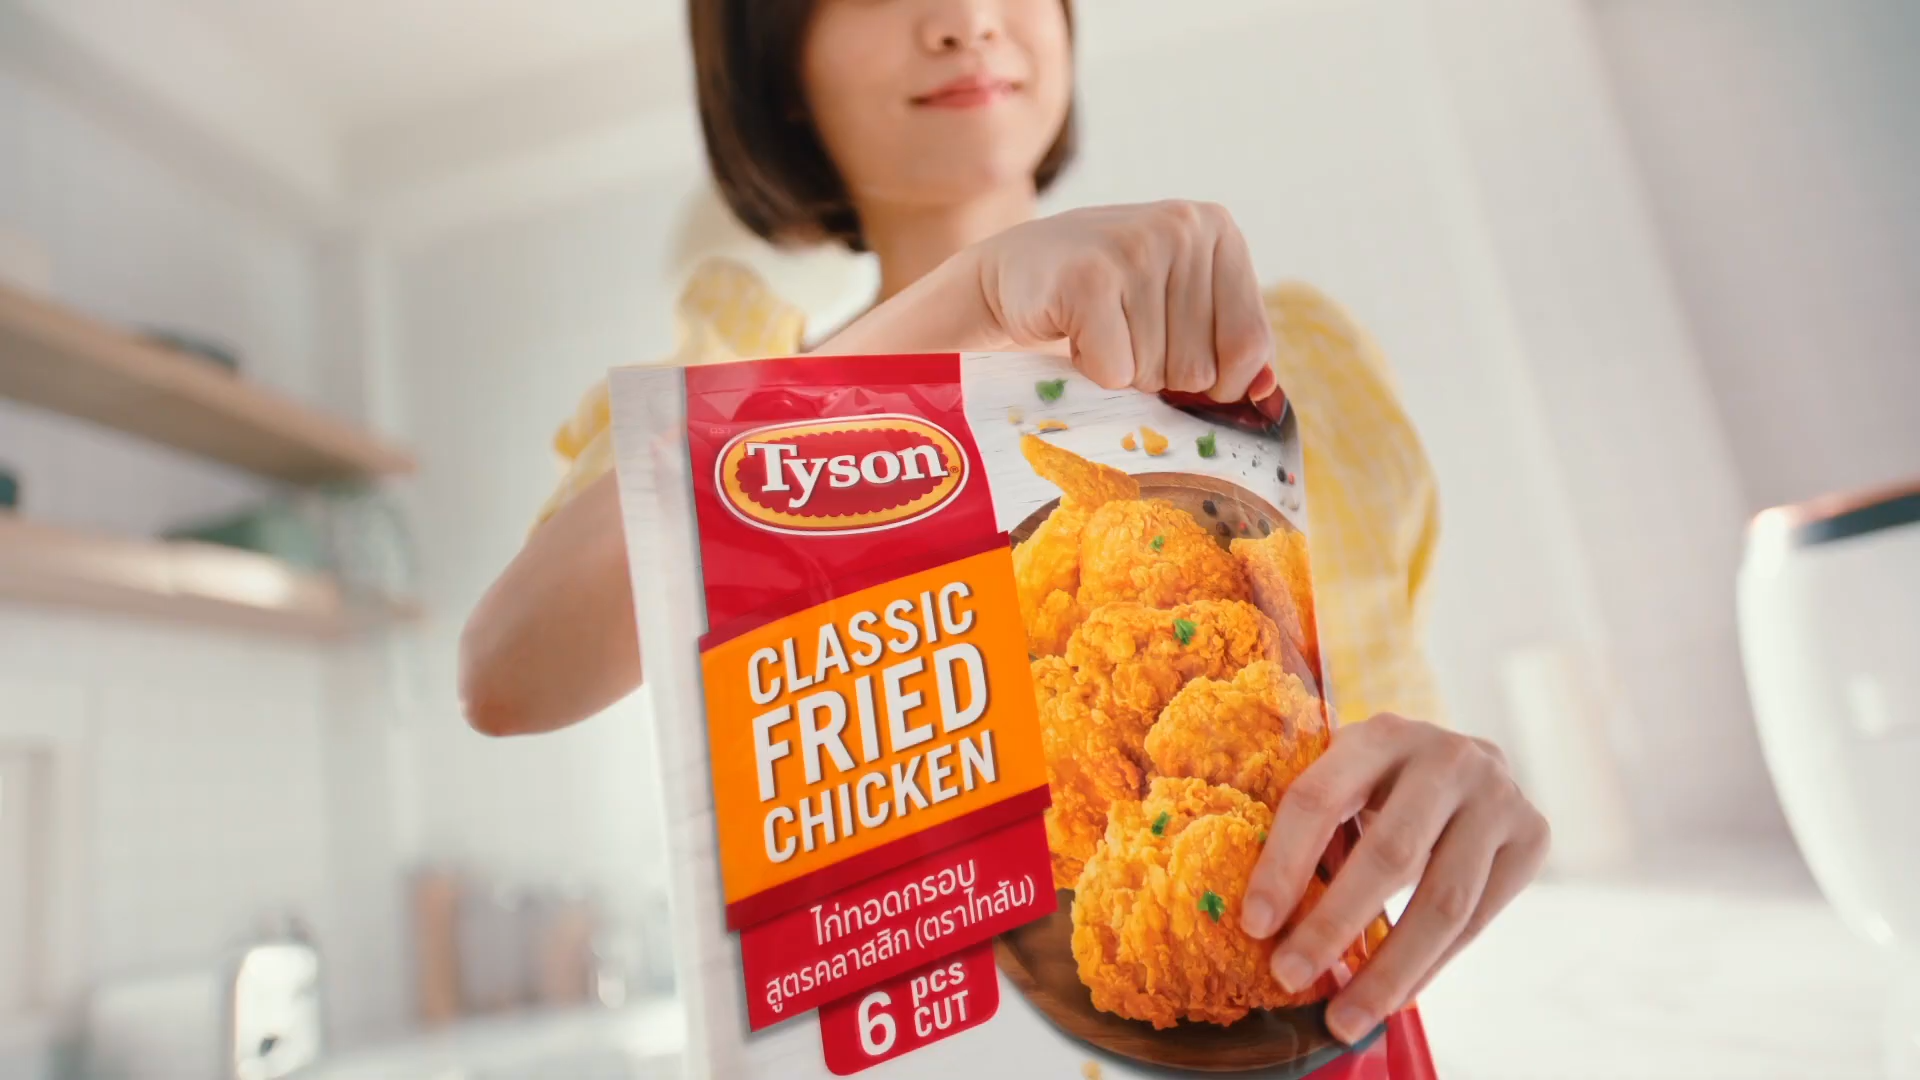 Tyson
CLASSIC
FRIED
CHICKEN
ไก่ทอดกรอบ
สูตรคลาสสิก (ตราไทสัน)
6 pcs
CUT